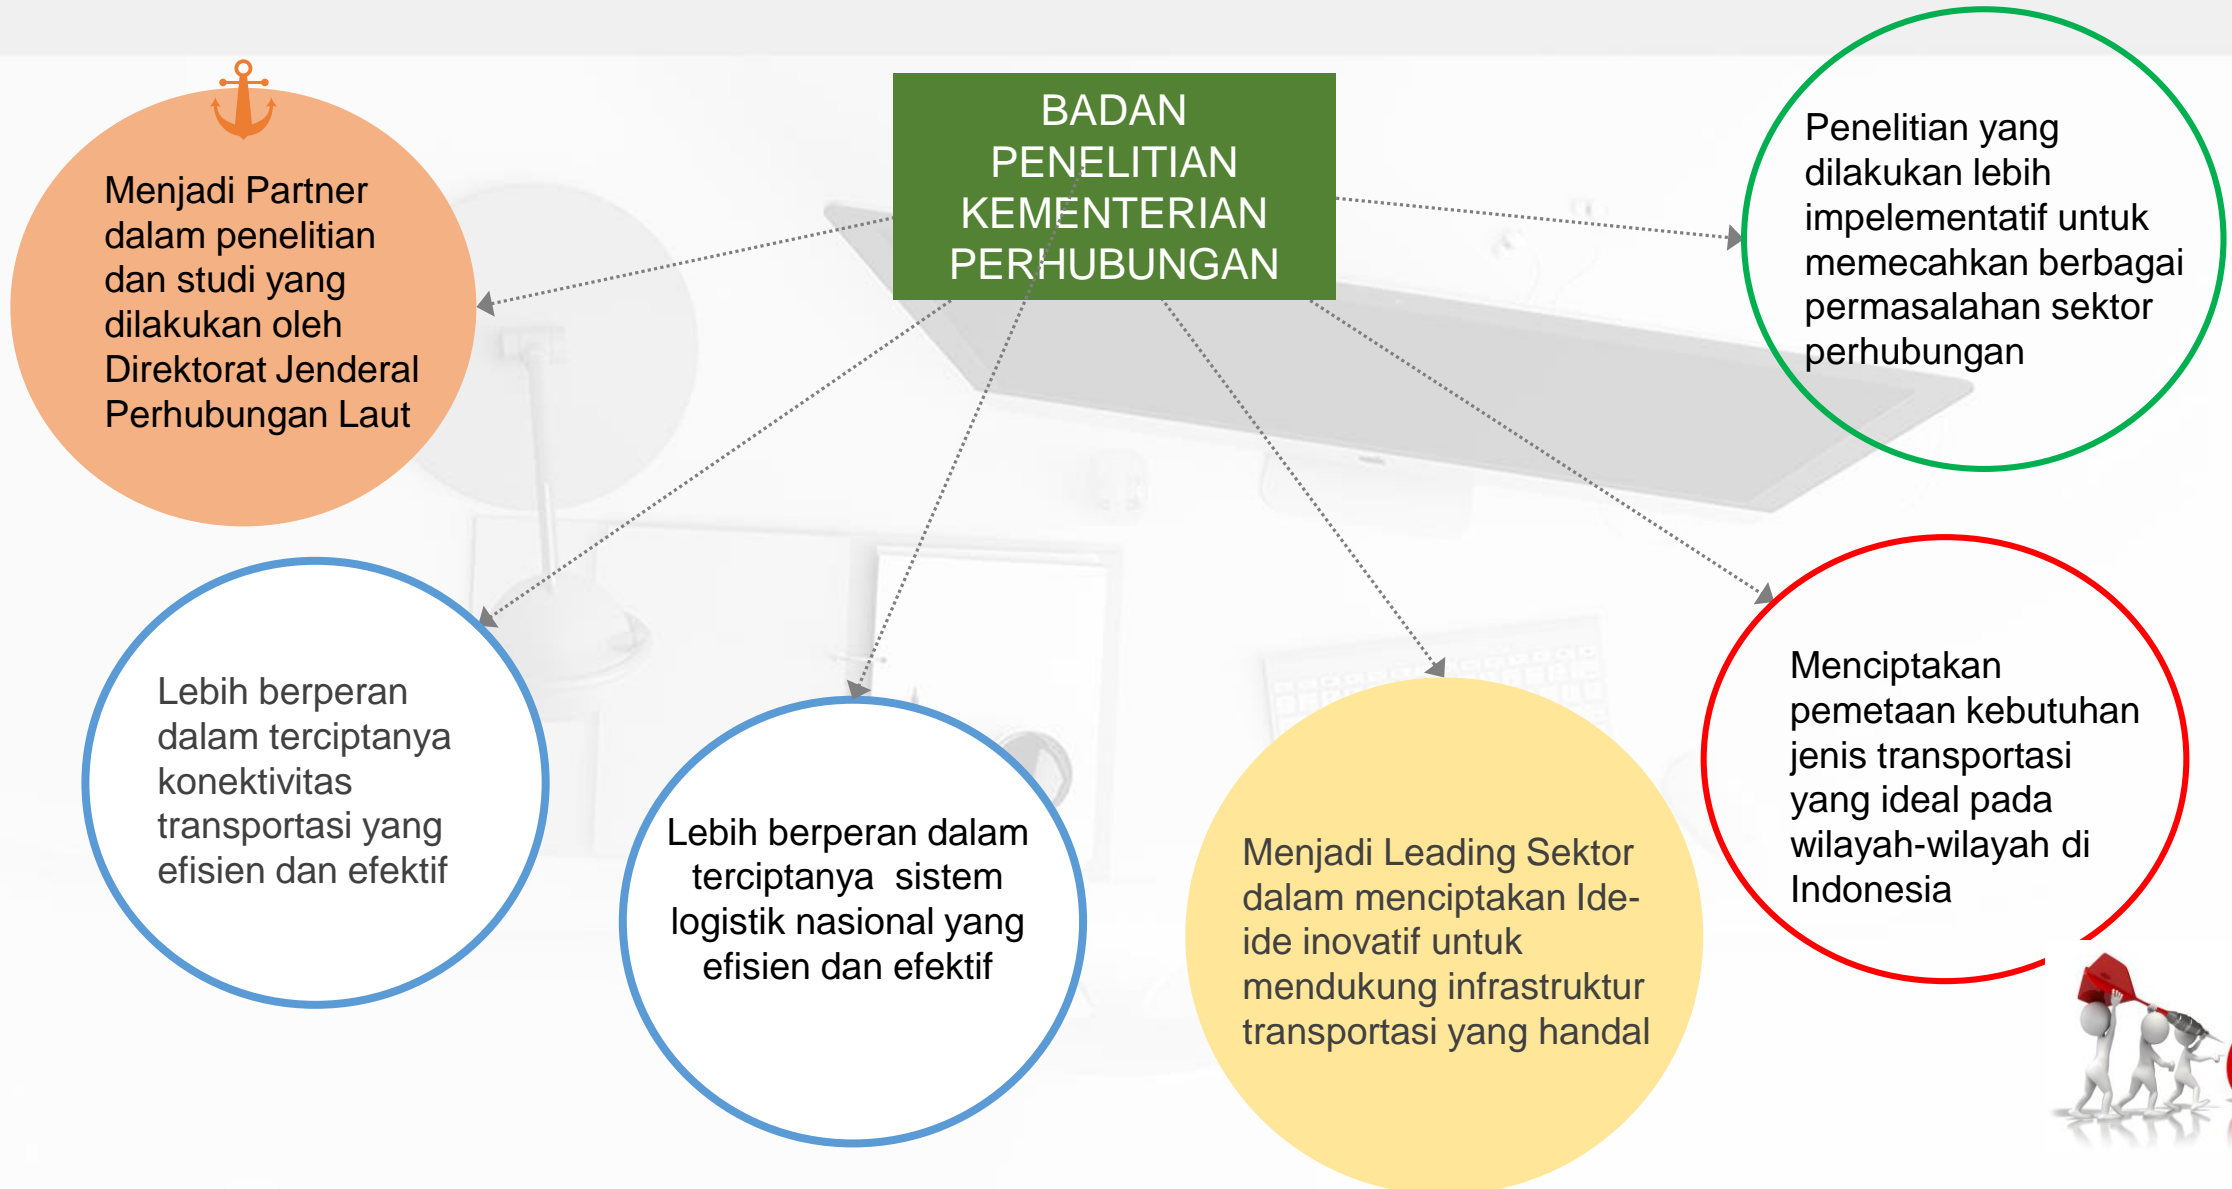 BADAN
PENELITIAN
KEMENTERIAN
PERHUBUNGAN
Menjadi Partner
dalam penelitian
dan studi yang
dilakukan oleh
Direktorat Jenderal
Perhubungan Laut
Lebih berperan
dalam terciptanya
konektivitas
transportasi yang
efisien dan efektif
Lebih berperan dalam
terciptanya  sistem
logistik nasional yang
efisien dan efektif
Menjadi Leading Sektor
dalam menciptakan Ide-
ide inovatif untuk
mendukung infrastruktur
transportasi yang handal
Menciptakan
pemetaan kebutuhan
jenis transportasi
yang ideal pada
wilayah-wilayah di
Indonesia
Penelitian yang
dilakukan lebih
impelementatif untuk
memecahkan berbagai
permasalahan sektor
perhubungan